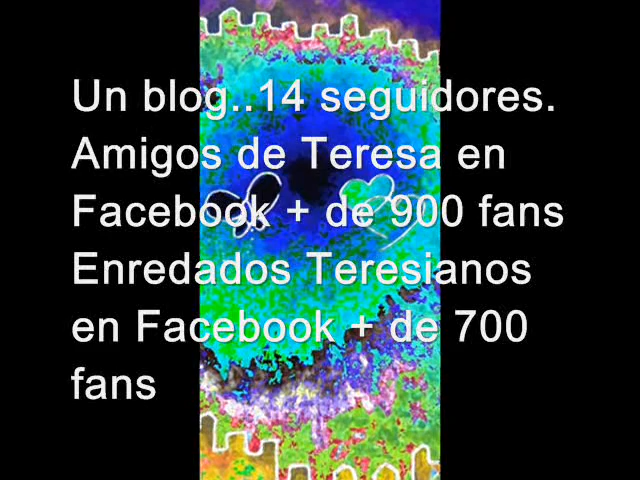 Un blog..14 seguidores.
Amigos de Teresa en
Facebook + de 900 fans
Enredados Teresianos
en Facebook + de 700
fans